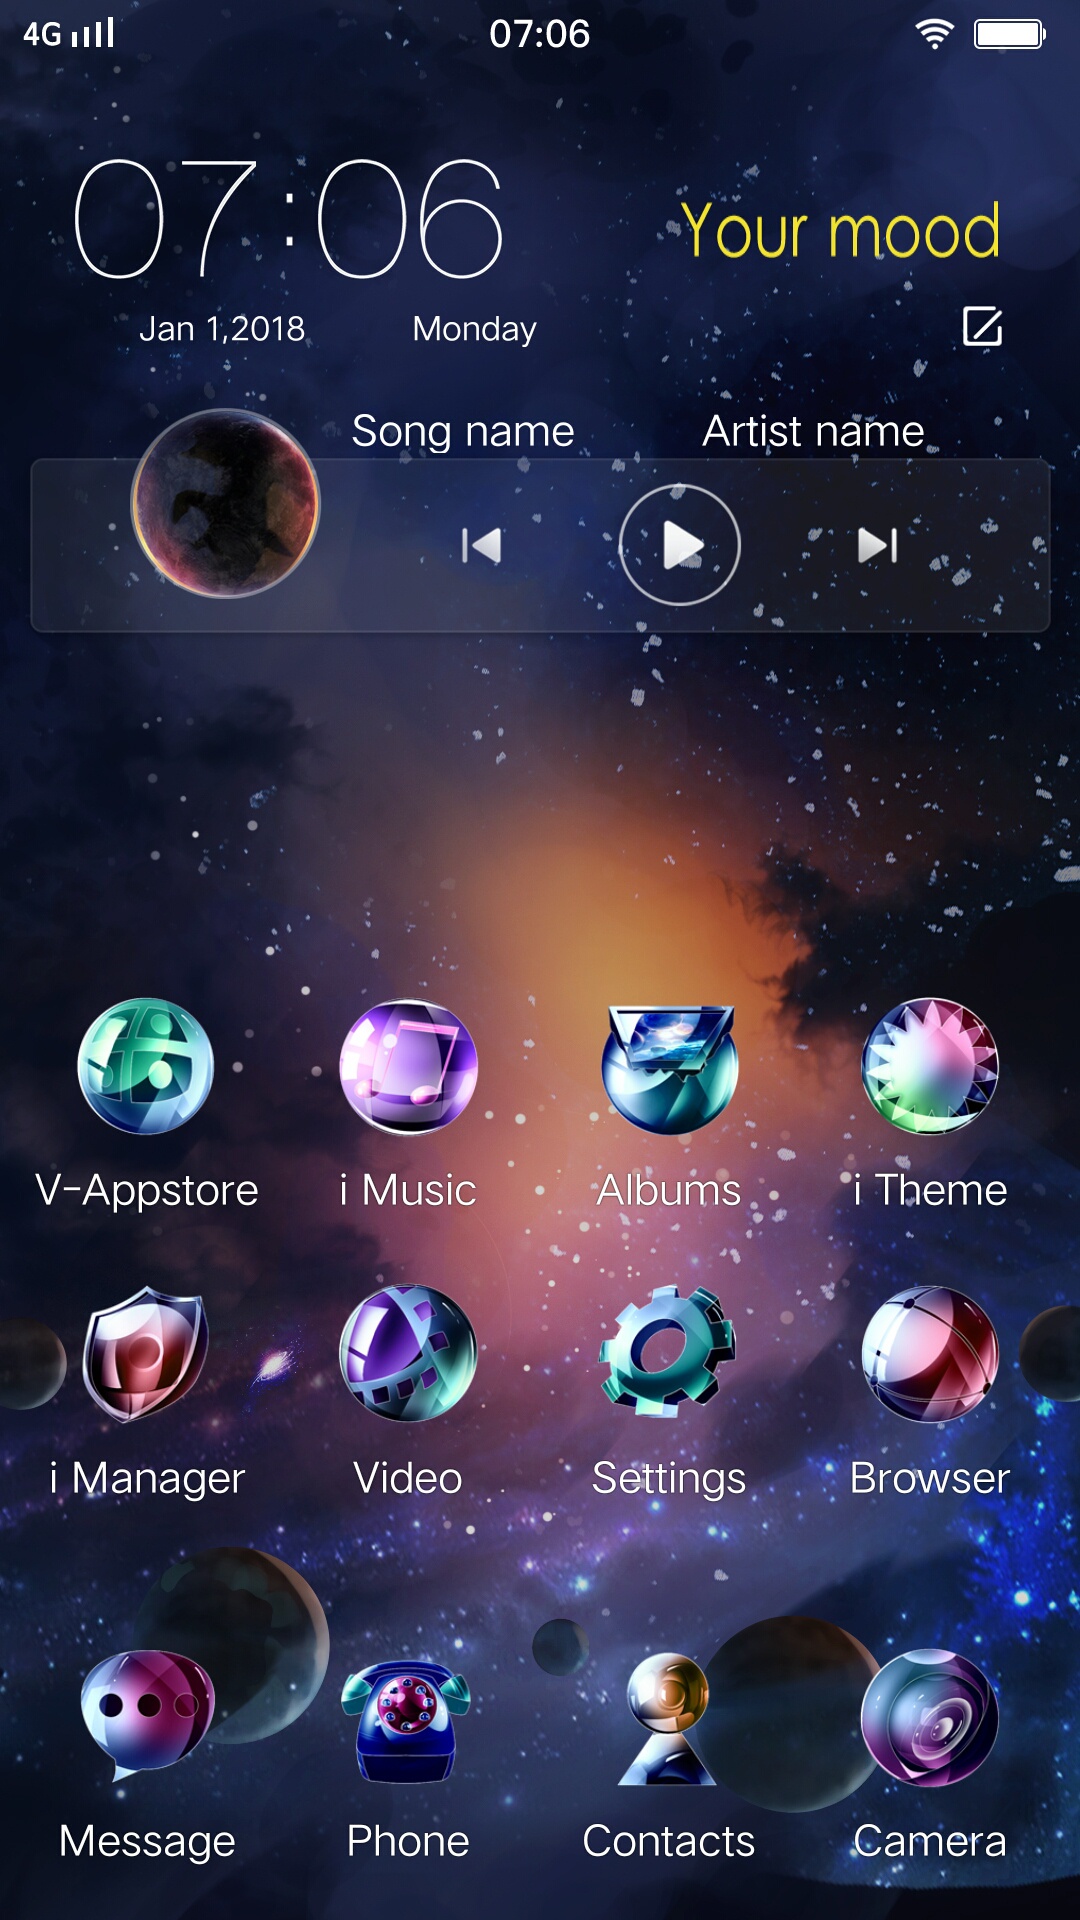 4G 07:06
07:06
Your mood
Jan 1,2018 Monday
Song name Artist name
V-Appstore i Music Albums i Theme
i Manager Video Settings Browser
Message Phone Contacts Camera